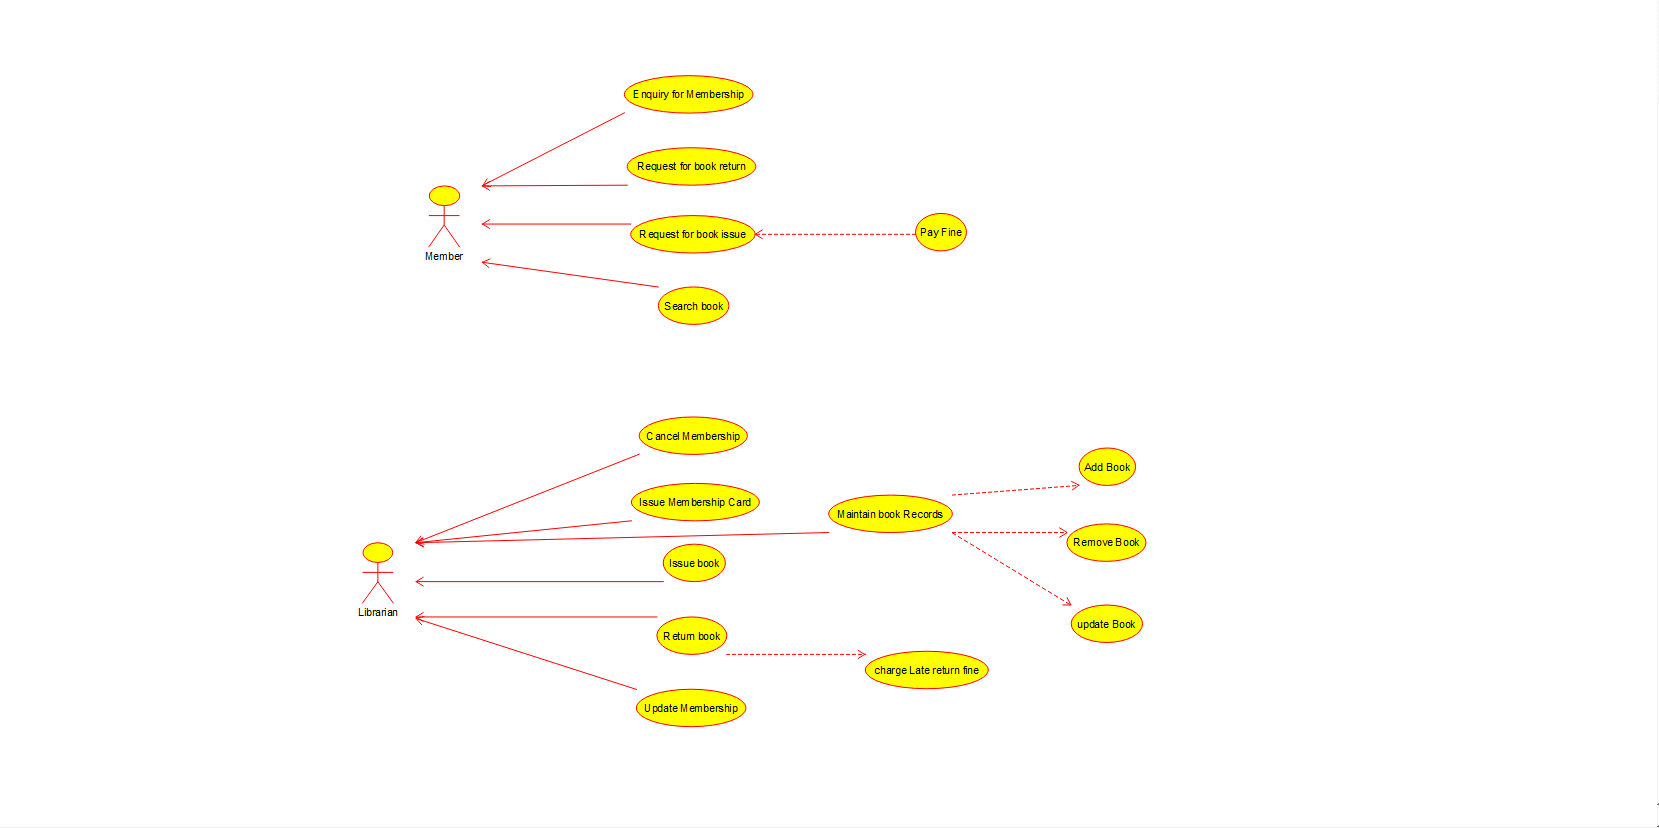 Enquiry for Membership
Request for book return
Request for book issue
Pay Fine
Member
Search book
Cancel Membership
Add Book
Issue Membership Card
Maintain book Records
Remove Book
Issue book
Librarian
update Book
Return book
charge Late return fine
Update Membership